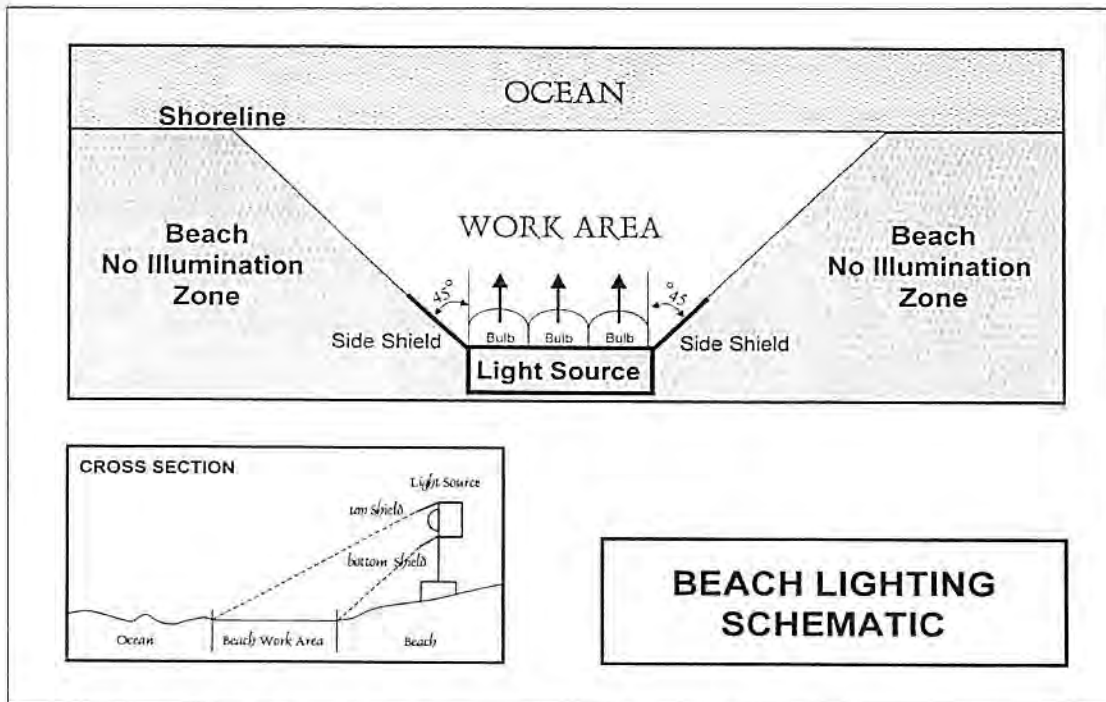 OCEAN
Shoreline
WORK AREA
Beach
No Illumination
Zone
Beach
No Illumination
Zone
45°
°45
Side Shield
Bulb
Bulb
Bulb
Side Shield
Light Source
CROSS SECTION
Light Source
bottom Shield
Ocean
Beach Work Area
Beach
BEACH LIGHTING
SCHEMATIC